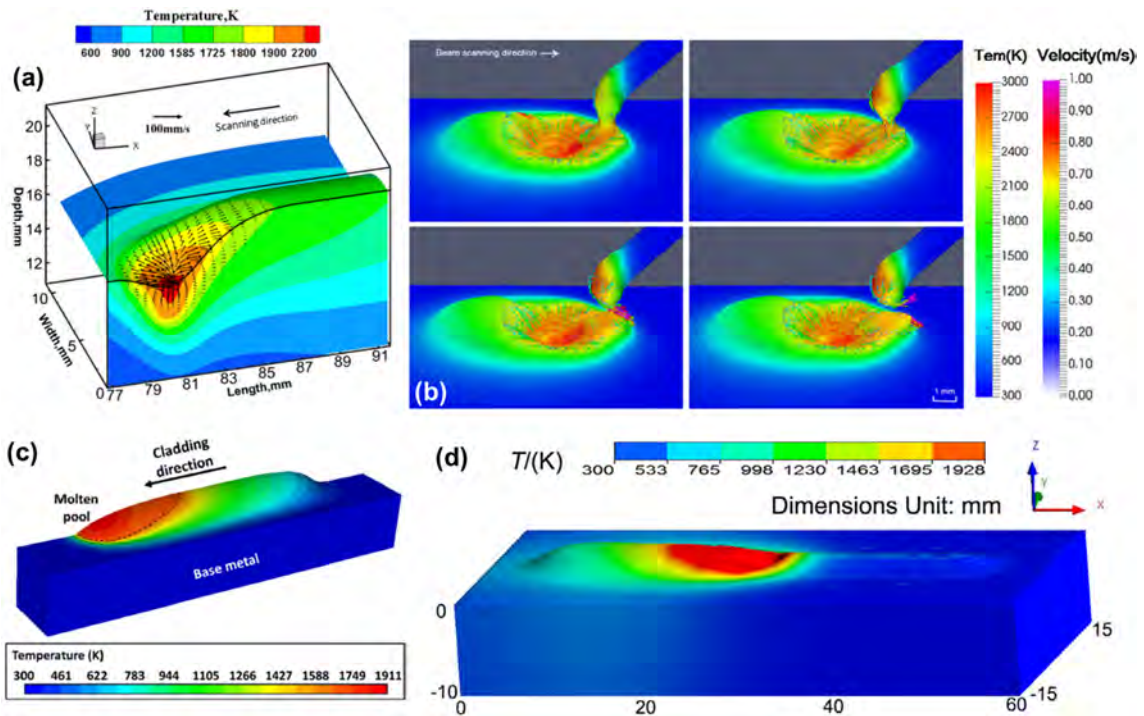 Temperature,K
600 900 1200 1585 1725 1800 1900 2200
(a)
Z
Y
X
100mm/s
Scanning direction
20
18
16
14
12
10
5
0
Depth,mm
Width,mm
77 79 81 83 85 87 89 91
Length,mm
Beam scanning direction
(b)
1 mm
Tem(K)
3000
2700
2400
2100
1800
1500
1200
900
600
300
Velocity(m/s)
1.00
0.90
0.80
0.70
0.60
0.50
0.40
0.30
0.20
0.10
0.00
(c)
Cladding
direction
Molten
pool
Base metal
Temperature (K)
300 461 622 783 944 1105 1266 1427 1588 1749 1911
(d)
T/(K)
300 533 765 998 1230 1463 1695 1928
Dimensions Unit: mm
z
y
x
0
-10
0 20 40 60
-15
15